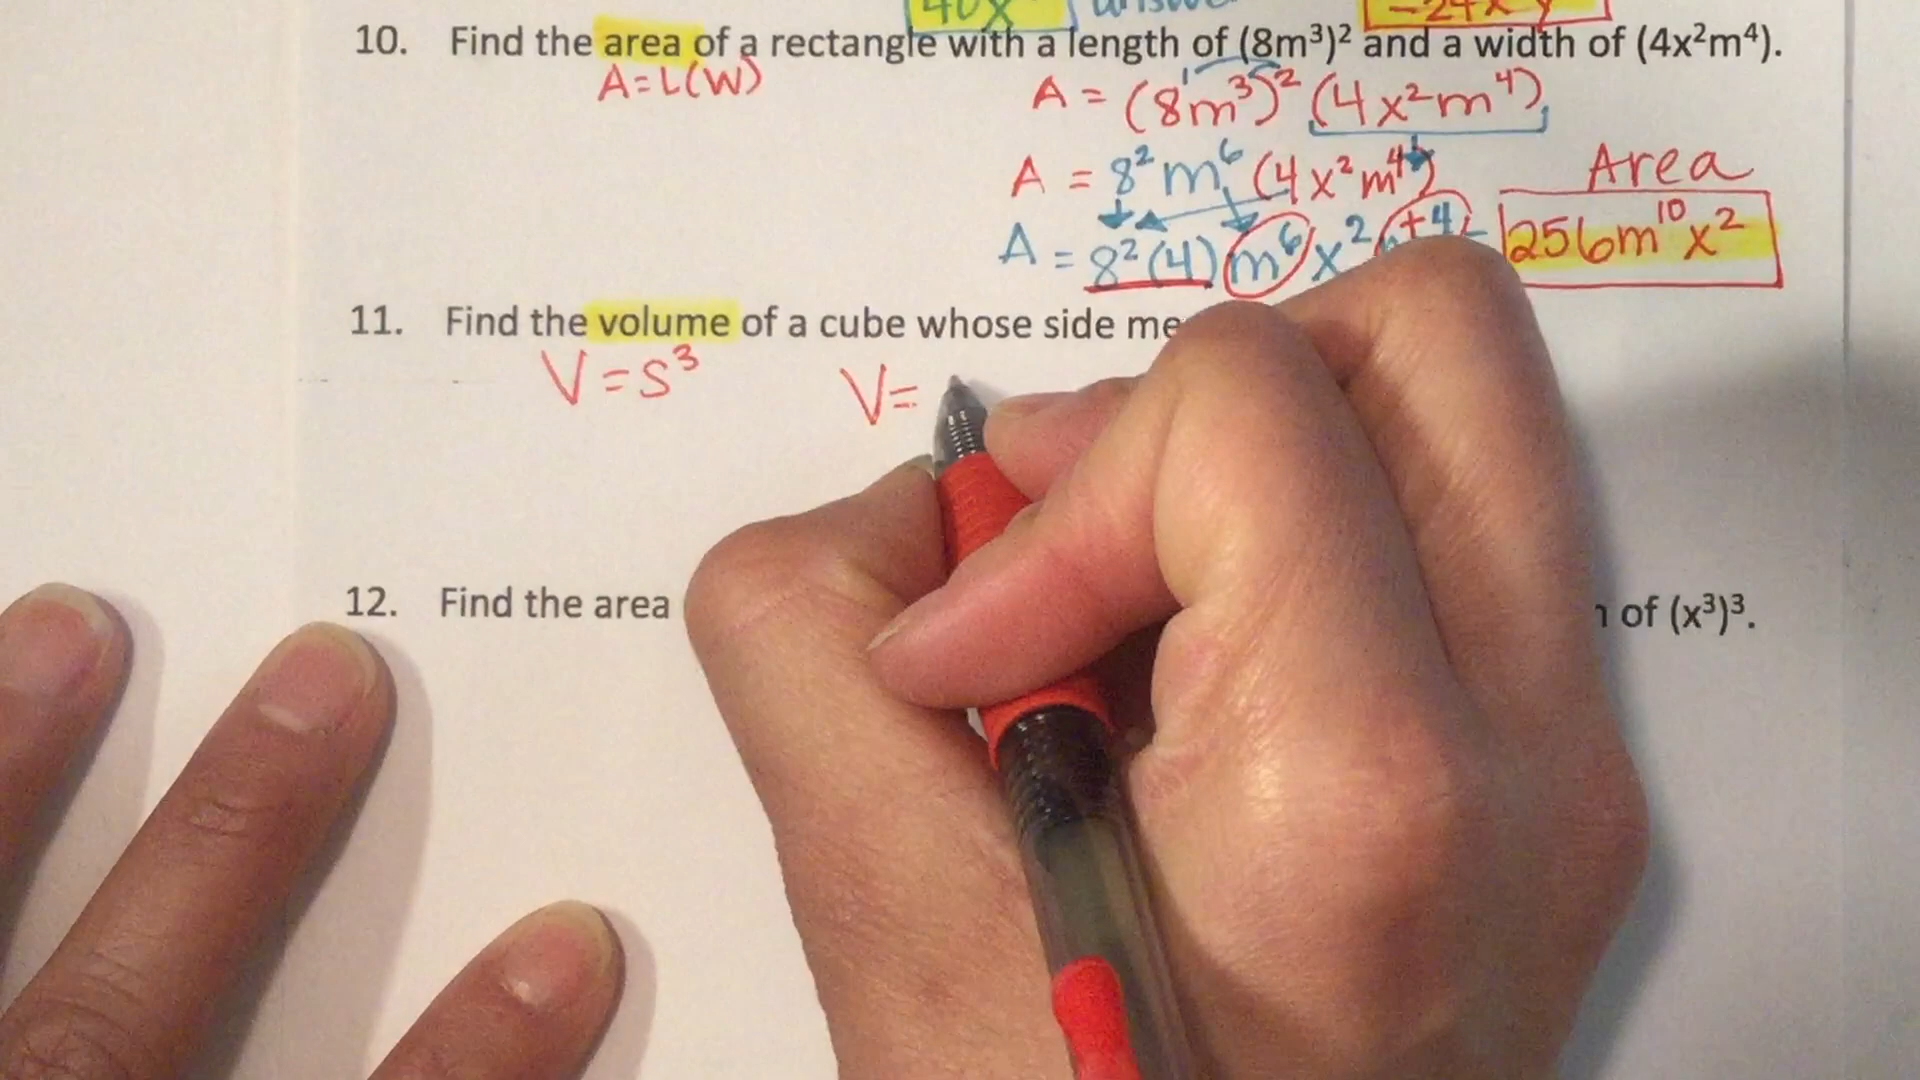 40x answer -24x y
10. Find the area of a rectangle with a length of (8m³)² and a width of (4x²m⁴).
A=L(W) A = (8m³)² (4x²m⁴)
A = 8²m⁶ (4x²m⁴) Area
A = 8²(4) m⁶ x² +4 256m¹⁰x²
11. Find the volume of a cube whose side
V=s³ V=
12. Find the area of (x³)³.